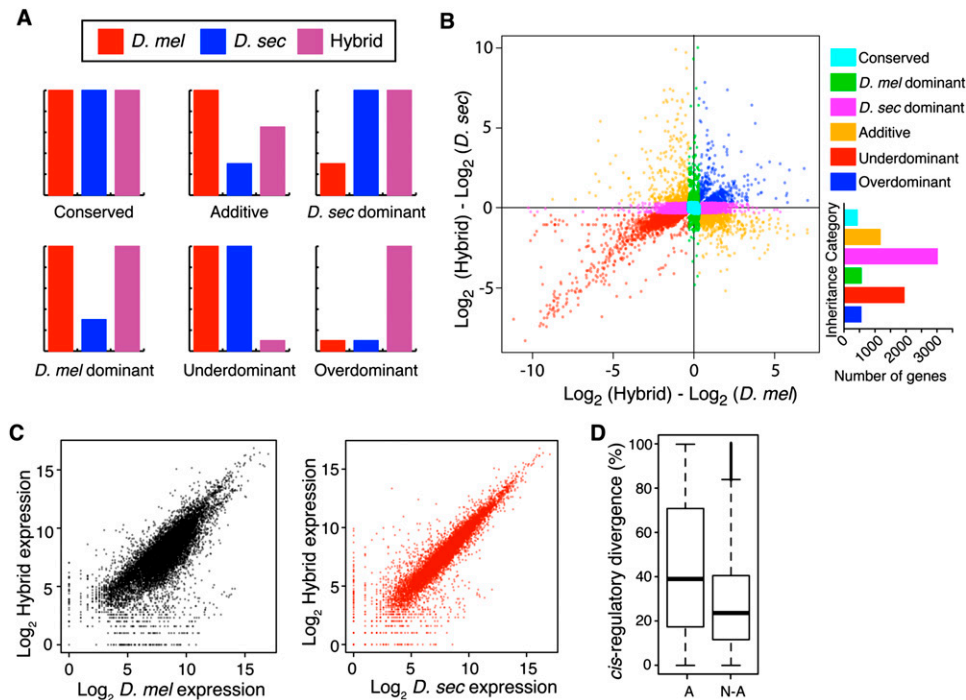 A
D. mel
D. sec
Hybrid
Conserved
Additive
D. sec dominant
D. mel dominant
Underdominant
Overdominant
B
Log2 (Hybrid) - Log2 (D. sec)
10
5
0
-5
-10
-5
0
5
Log2 (Hybrid) - Log2 (D. mel)
Conserved
D. mel dominant
D. sec dominant
Additive
Underdominant
Overdominant
Inheritance Category
0
1000
2000
3000
Number of genes
C
Log2 Hybrid expression
15
10
5
0
0
5
10
15
Log2 D. mel expression
Log2 Hybrid expression
15
10
5
0
0
5
10
15
Log2 D. sec expression
D
cis-regulatory divergence (%)
100
80
60
40
20
0
A
N-A